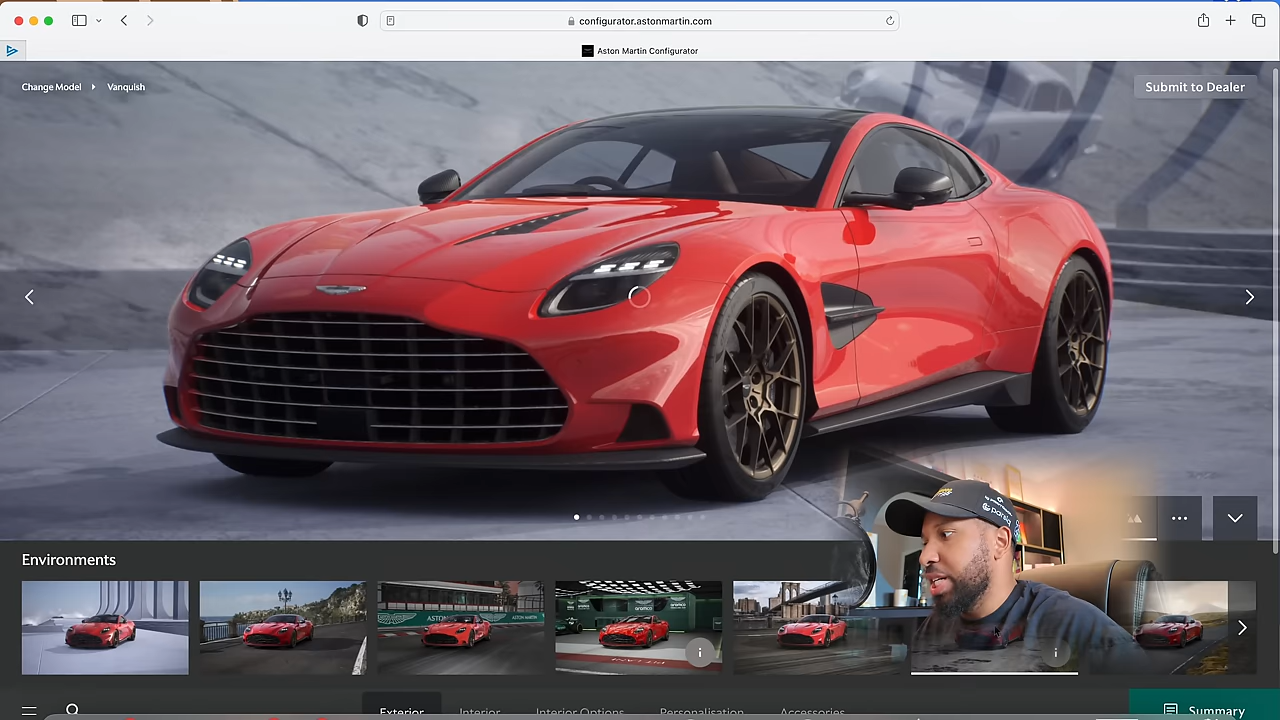 configurator.astonmartin.com
Aston Martin Configurator
Change Model
Vanquish
Submit to Dealer
Environments
Exterior
Interior
Interior Options
Personalisation
Accessories
Summary